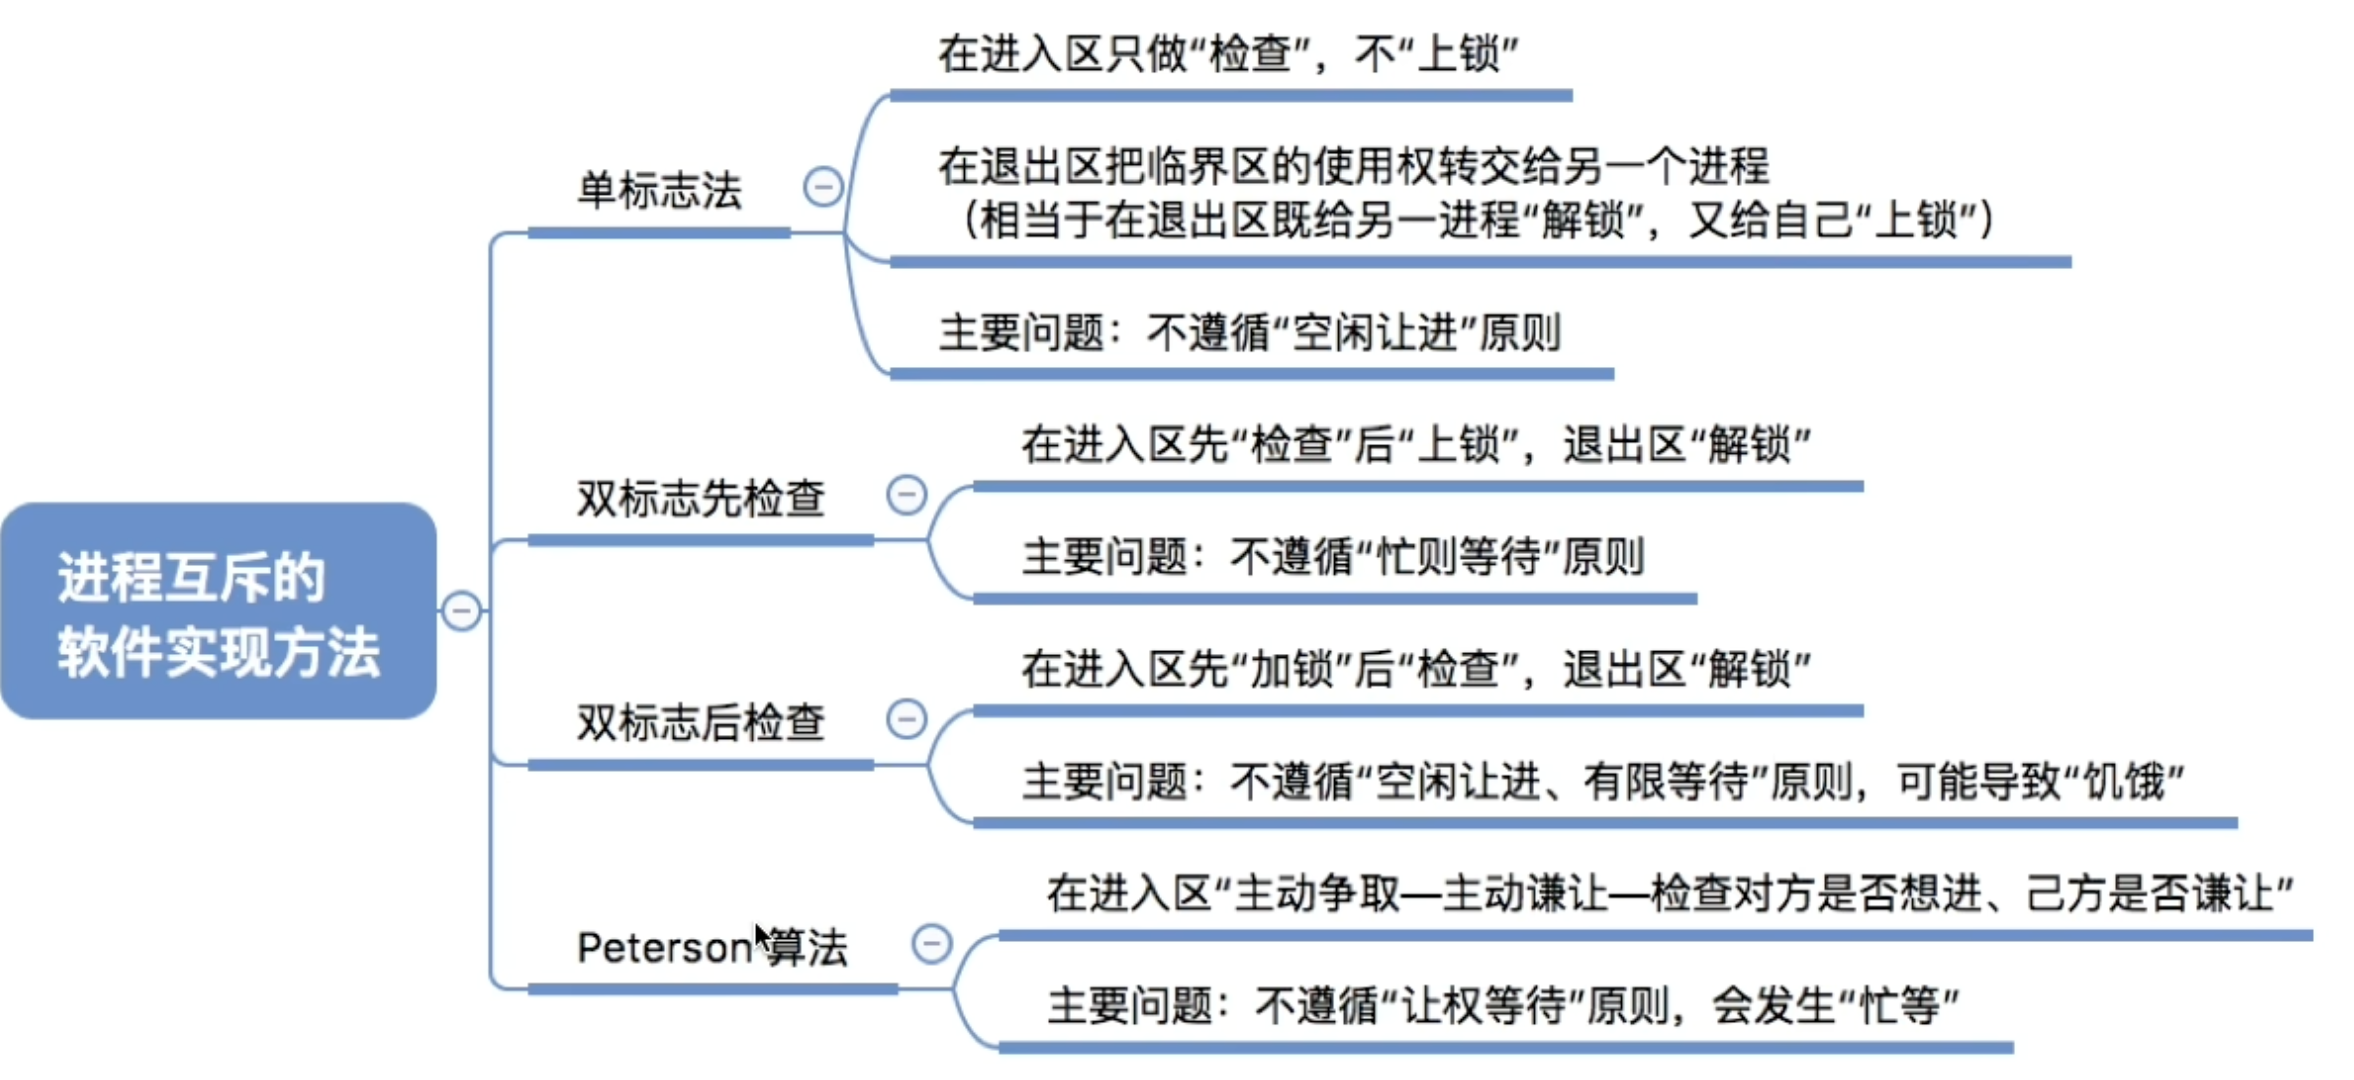 进程互斥的
软件实现方法
单标志法
在进入区只做“检查”，不“上锁”
在退出区把临界区的使用权转交给另一个进程
（相当于在退出区既给另一进程“解锁”，又给自己“上锁”）
主要问题：不遵循“空闲让进”原则
双标志先检查
在进入区先“检查”后“上锁”，退出区“解锁”
主要问题：不遵循“忙则等待”原则
双标志后检查
在进入区先“加锁”后“检查”，退出区“解锁”
主要问题：不遵循“空闲让进、有限等待”原则，可能导致“饥饿”
Peterson 算法
在进入区“主动争取—主动谦让—检查对方是否想进、己方是否谦让”
主要问题：不遵循“让权等待”原则，会发生“忙等”